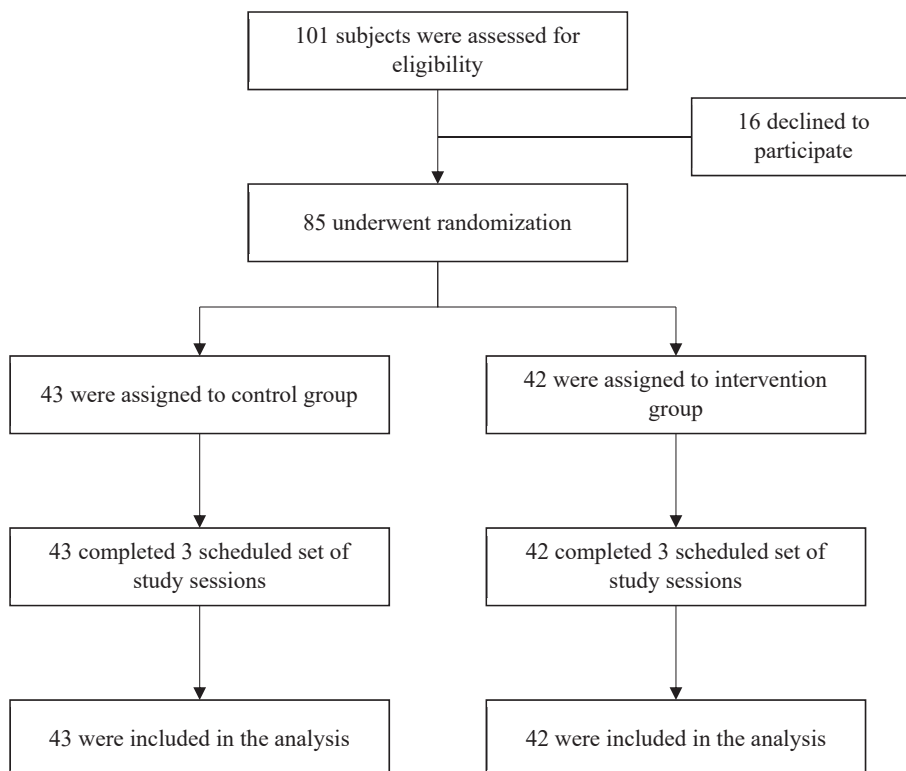 101 subjects were assessed for
eligibility
16 declined to
participate
85 underwent randomization
43 were assigned to control group
42 were assigned to intervention
group
43 completed 3 scheduled set of
study sessions
42 completed 3 scheduled set of
study sessions
43 were included in the analysis
42 were included in the analysis